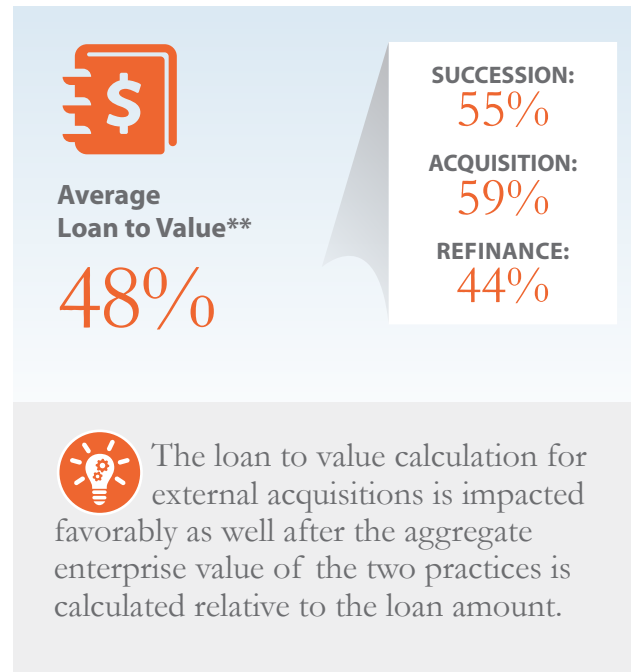 $
Average
Loan to Value**
48%
SUCCESSION:
55%
ACQUISITION:
59%
REFINANCE:
44%
The loan to value calculation for
external acquisitions is impacted
favorably as well after the aggregate
enterprise value of the two practices is
calculated relative to the loan amount.